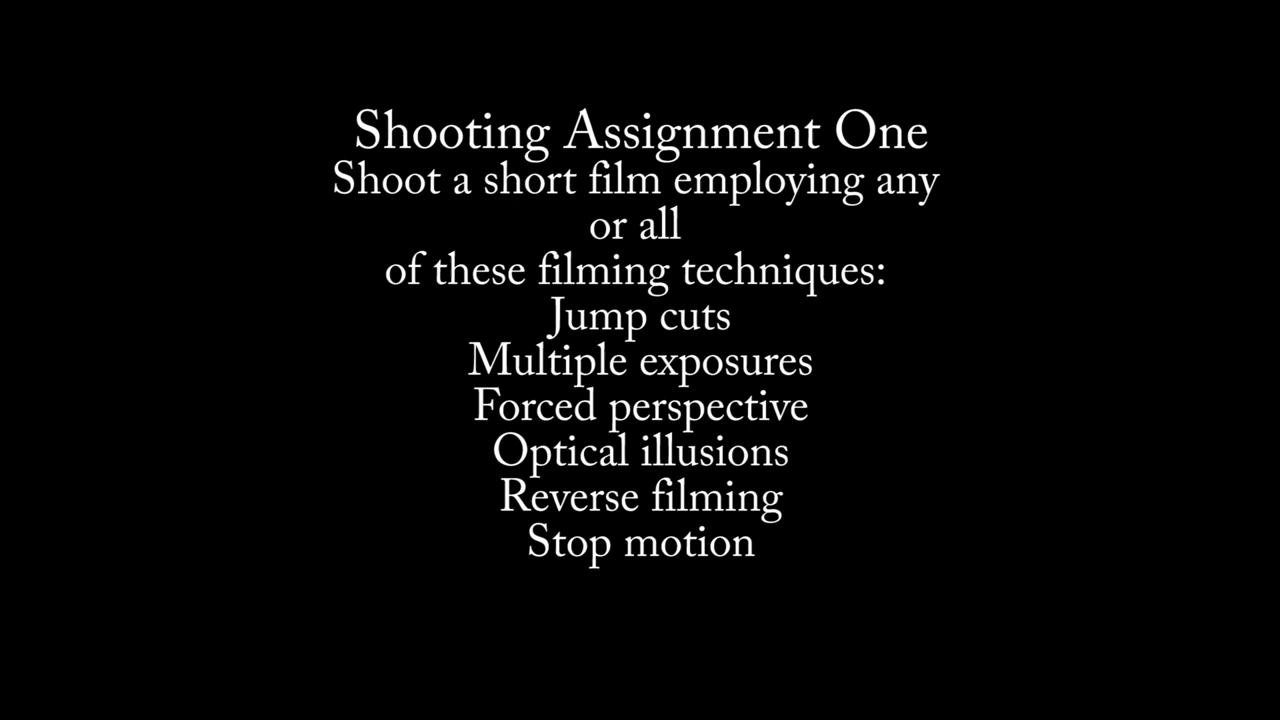 Shooting Assignment One
Shoot a short film employing any
or all
of these filming techniques:
Jump cuts
Multiple exposures
Forced perspective
Optical illusions
Reverse filming
Stop motion